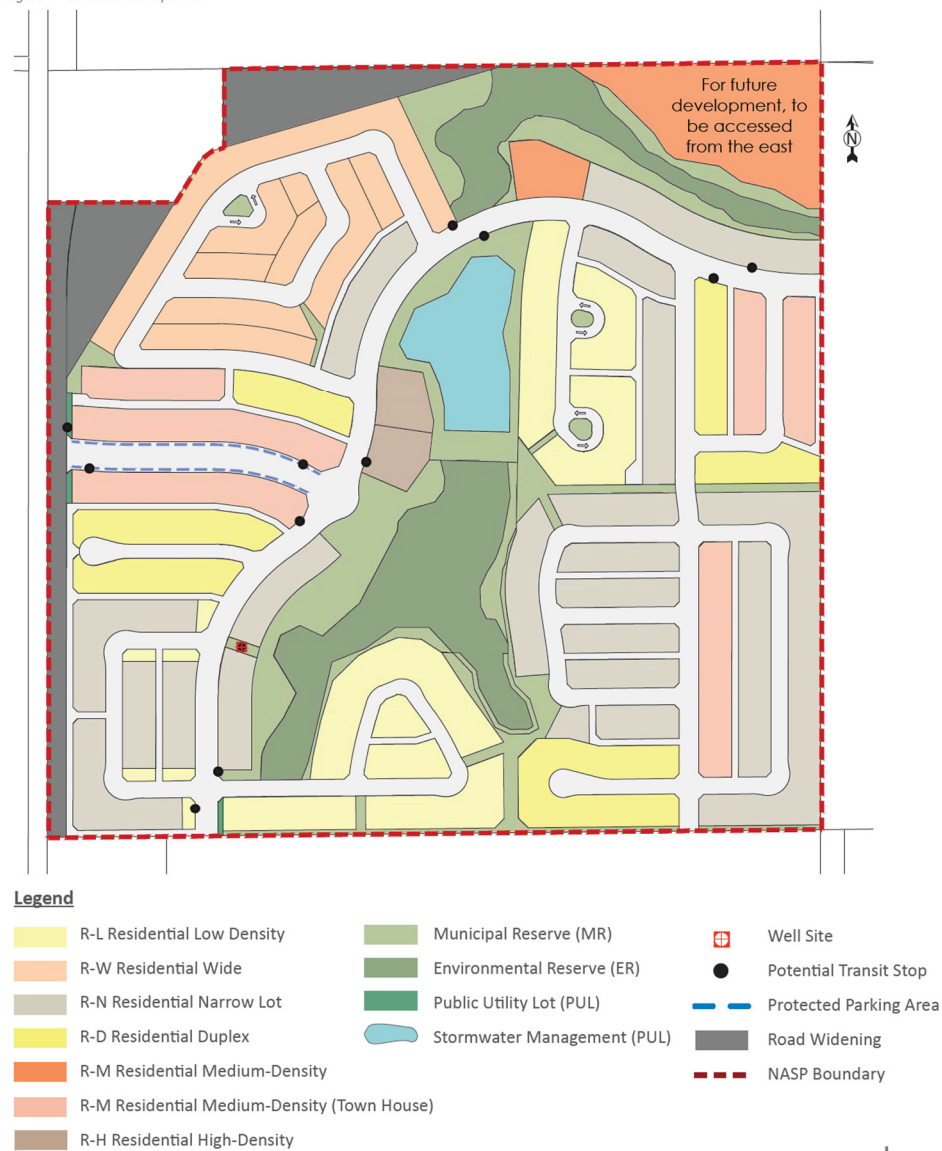 For future
development, to
be accessed
from the east
N
Legend
R-L Residential Low Density
R-W Residential Wide
R-N Residential Narrow Lot
R-D Residential Duplex
R-M Residential Medium-Density
R-M Residential Medium-Density (Town House)
R-H Residential High-Density
Municipal Reserve (MR)
Environmental Reserve (ER)
Public Utility Lot (PUL)
Stormwater Management (PUL)
Well Site
Potential Transit Stop
Protected Parking Area
Road Widening
NASP Boundary